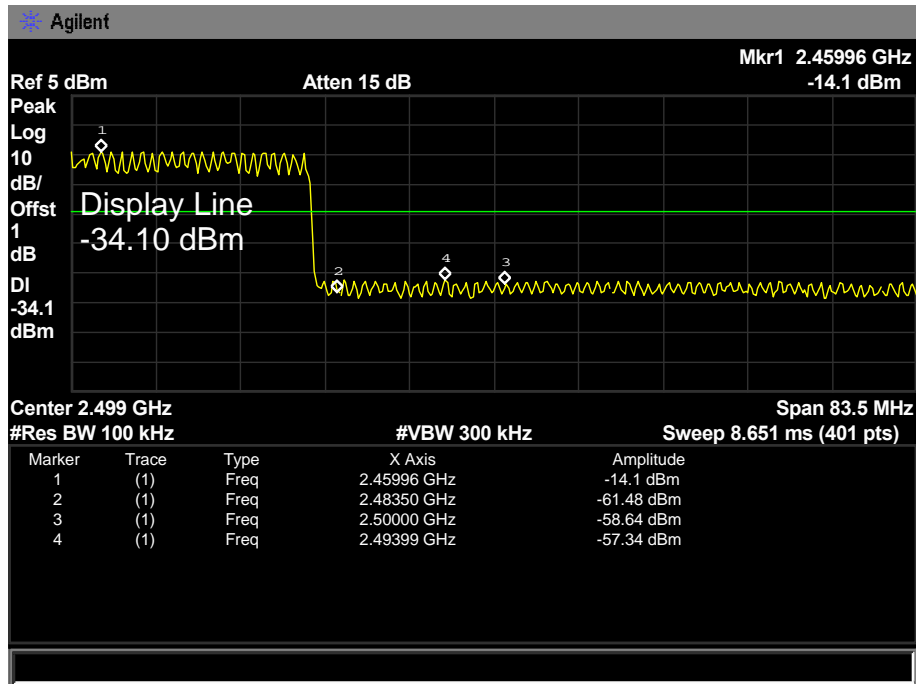 Agilent
Mkr1 2.45996 GHz
Ref 5 dBm Atten 15 dB -14.1 dBm
Peak
Log
10
dB/
Offst
1
dB
DI
-34.1
dBm
1
Display Line
-34.10 dBm
2
4
3
Center 2.499 GHz Span 83.5 MHz
#Res BW 100 kHz #VBW 300 kHz Sweep 8.651 ms (401 pts)
Marker Trace Type X Axis Amplitude
1 (1) Freq 2.45996 GHz -14.1 dBm
2 (1) Freq 2.48350 GHz -61.48 dBm
3 (1) Freq 2.50000 GHz -58.64 dBm
4 (1) Freq 2.49399 GHz -57.34 dBm